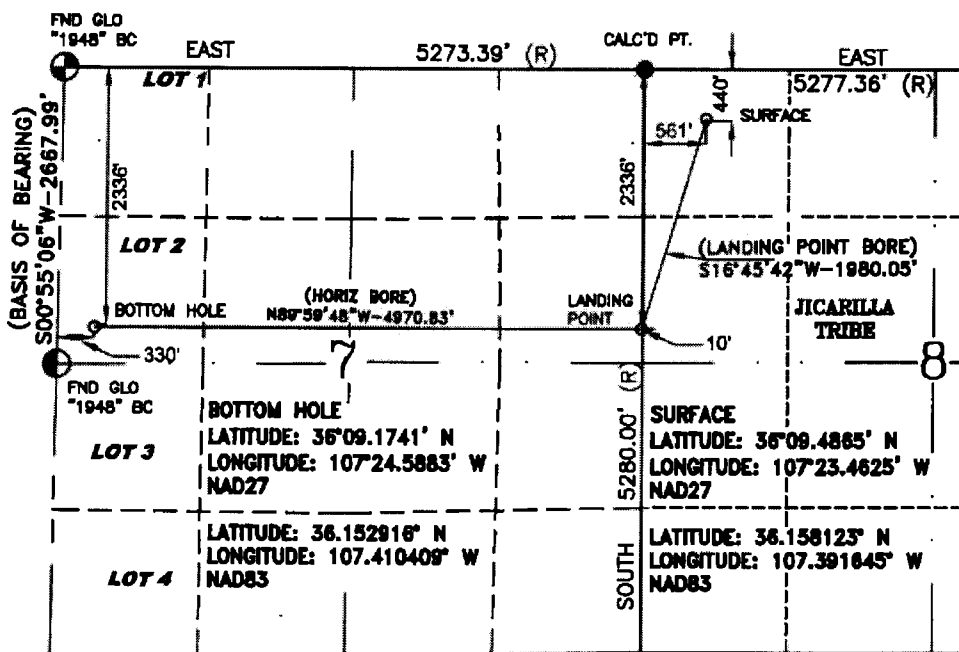 FND GLO
"1948" BC
EAST
5273.39' (R)
CALC'D PT.
EAST
5277.36' (R)
LOT 1
440'
SURFACE
561'
(BASIS OF BEARING)
S00°55'06"W-2667.99'
2336'
2336'
LOT 2
(LANDING POINT BORE)
S16°45'42"W-1980.05'
BOTTOM HOLE
(HORIZ BORE)
N89°59'48"W-4970.83'
LANDING
POINT
JICARILLA
TRIBE
330'
10'
7
8
FND GLO
"1948" BC
LOT 3
BOTTOM HOLE
LATITUDE: 36°09.1741' N
LONGITUDE: 107°24.5883' W
NAD27
SOUTH 5280.00' (R)
SURFACE
LATITUDE: 36°09.4865' N
LONGITUDE: 107°23.4625' W
NAD27
LOT 4
LATITUDE: 36.152916° N
LONGITUDE: 107.410409° W
NAD83
LATITUDE: 36.158123° N
LONGITUDE: 107.391645° W
NAD83